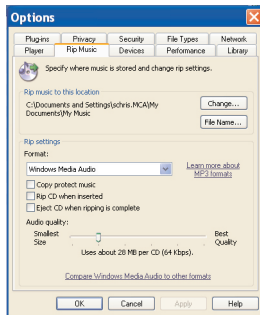 Options
Plug-ins Privacy Security File Types Network
Player Rip Music Devices Performance Library
Specify where music is stored and change rip settings.
Rip music to this location
C:\Documents and Settings\schris.MCA\My
Documents\My Music
Change...
File Name...
Rip settings
Format:
Windows Media Audio
Learn more about
MP3 formats
Copy protect music
Rip CD when inserted
Eject CD when ripping is complete
Audio quality:
Smallest
Size
Best
Quality
Uses about 28 MB per CD (64 Kbps).
Compare Windows Media Audio to other formats
OK Cancel Apply Help